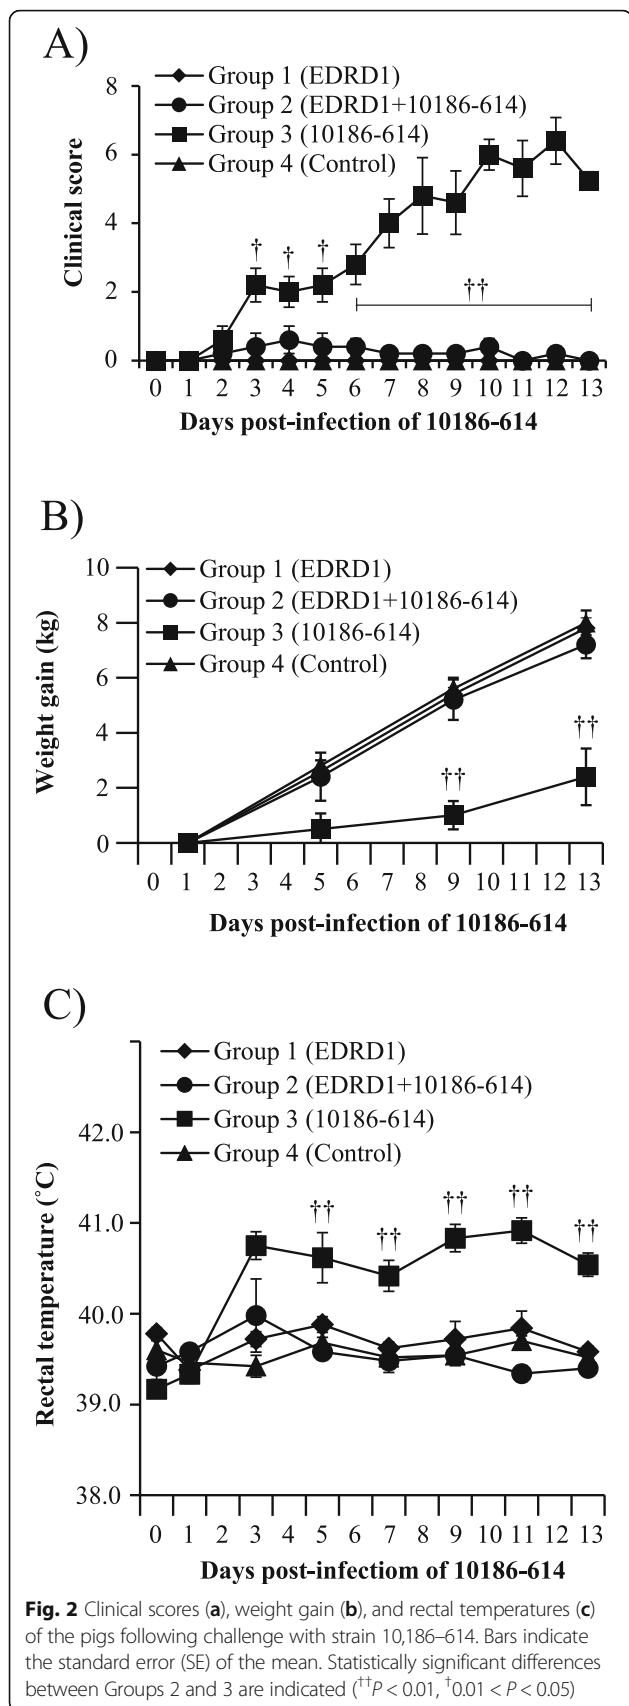 A)
Group 1 (EDRD1)
Group 2 (EDRD1+10186-614)
Group 3 (10186-614)
Group 4 (Control)
Clinical score
8
6
4
2
0
† † †
††
0 1 2 3 4 5 6 7 8 9 10 11 12 13
Days post-infection of 10186-614
B)
Group 1 (EDRD1)
Group 2 (EDRD1+10186-614)
Group 3 (10186-614)
Group 4 (Control)
Weight gain (kg)
10
8
6
4
2
0
†† ††
0 1 2 3 4 5 6 7 8 9 10 11 12 13
Days post-infection of 10186-614
C)
Group 1 (EDRD1)
Group 2 (EDRD1+10186-614)
Group 3 (10186-614)
Group 4 (Control)
Rectal temperature (˚C)
42.0
41.0
40.0
39.0
38.0
†† †† †† †† ††
0 1 2 3 4 5 6 7 8 9 10 11 12 13
Days post-infectiom of 10186-614
Fig. 2 Clinical scores (a), weight gain (b), and rectal temperatures (c)
of the pigs following challenge with strain 10,186–614. Bars indicate
the standard error (SE) of the mean. Statistically significant differences
between Groups 2 and 3 are indicated (††P < 0.01, †0.01 < P < 0.05)